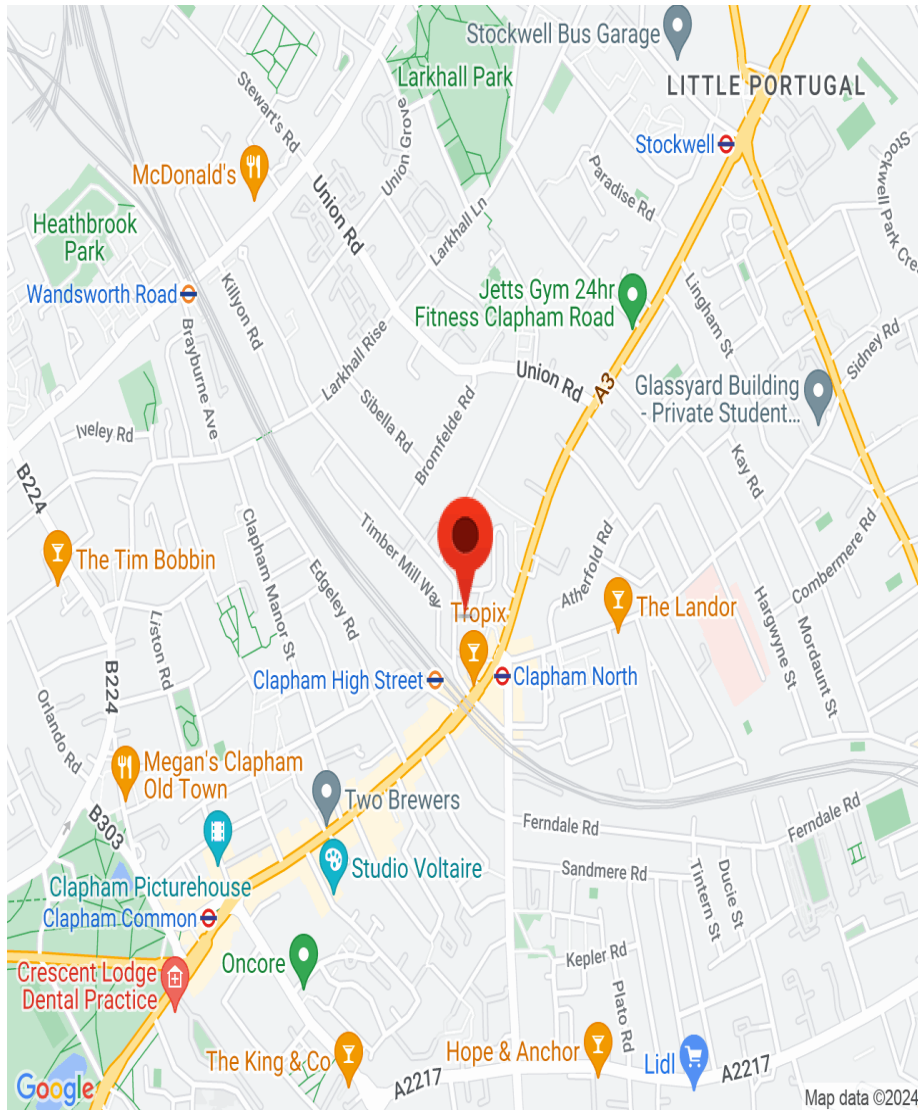 Stockwell Bus Garage
LITTLE PORTUGAL
Larkhall Park
Stewart's Rd
Union Grove
Stockwell
Stockwell Park Cres
McDonald's
Paradise Rd
Union Rd
Heathbrook
Park
Larkhall Ln
Wandsworth Road
Killyon Rd
Jetts Gym 24hr
Fitness Clapham Road
Lingham St
Sidney Rd
Brayburne Ave
Larkhall Rise
Union Rd
A3
Glassyard Building
- Private Student...
Sibella Rd
Bromfelde Rd
Iveley Rd
Kay Rd
B224
Timber Mill Way
Clapham Manor St
Edgeley Rd
Atherfold Rd
Combermere Rd
The Tim Bobbin
Tropix
The Landor
Hargwyne St
Mordaunt St
Liston Rd
B224
Clapham High Street
Clapham North
Orlando Rd
Megan's Clapham
Old Town
Two Brewers
B303
Ferndale Rd
Ferndale Rd
Sandmere Rd
Tintern St
Ducie St
Studio Voltaire
Clapham Picturehouse
Clapham Common
Oncore
Kepler Rd
Plato Rd
Crescent Lodge
Dental Practice
The King & Co
Hope & Anchor
Lidl
A2217
A2217
Google
Map data ©2024